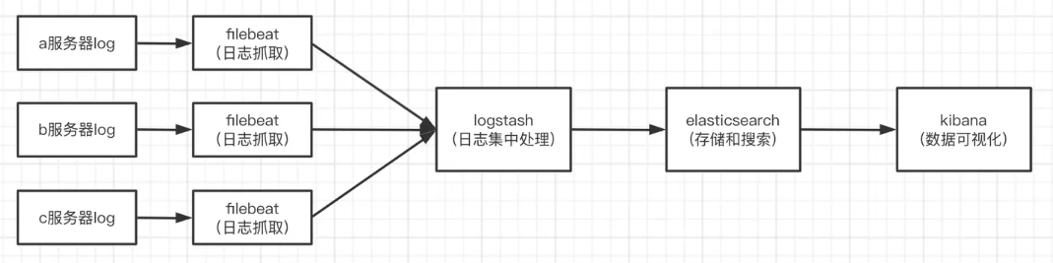 a服务器log
filebeat
（日志抓取）
b服务器log
filebeat
（日志抓取）
c服务器log
filebeat
（日志抓取）
logstash
（日志集中处理）
elasticsearch
（存储和搜索）
kibana
（数据可视化）